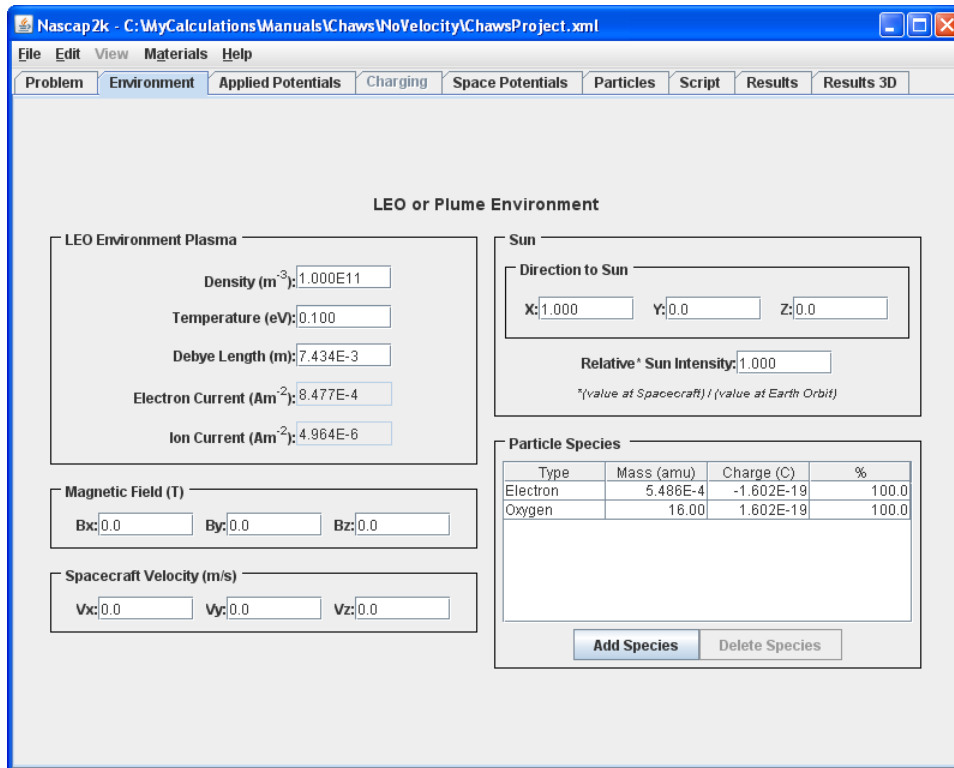 Nascap2k - C:\MyCalculations\Manuals\Chaws\NoVelocity\ChawsProject.xml
File Edit View Materials Help
Problem Environment Applied Potentials Charging Space Potentials Particles Script Results Results 3D
LEO or Plume Environment
LEO Environment Plasma
Density (m-3): 1.000E11
Temperature (eV): 0.100
Debye Length (m): 7.434E-3
Electron Current (Am-2): 8.477E-4
Ion Current (Am-2): 4.964E-6
Magnetic Field (T)
Bx: 0.0 By: 0.0 Bz: 0.0
Spacecraft Velocity (m/s)
Vx: 0.0 Vy: 0.0 Vz: 0.0
Sun
Direction to Sun
X: 1.000 Y: 0.0 Z: 0.0
Relative* Sun Intensity: 1.000
*(value at Spacecraft) / (value at Earth Orbit)
Particle Species
Type Mass (amu) Charge (C) %
Electron 5.486E-4 -1.602E-19 100.0
Oxygen 16.00 1.602E-19 100.0
Add Species Delete Species